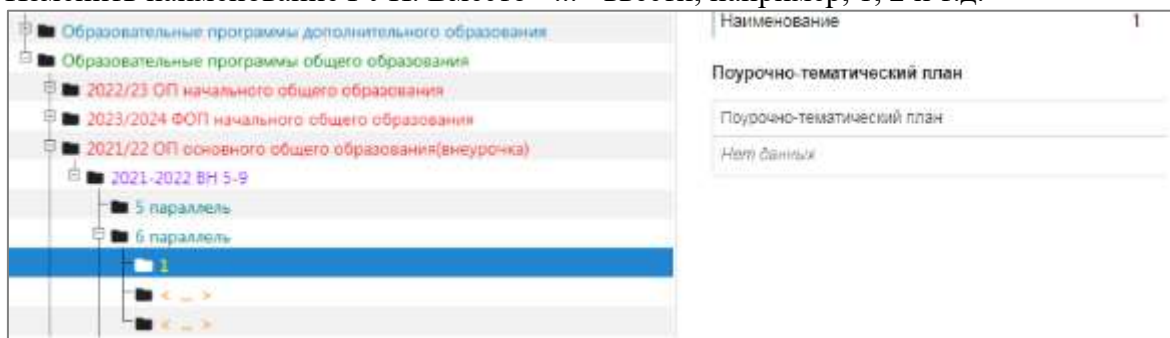 Образовательные программы дополнительного образования
Образовательные программы общего образования
2022/23 ОП начального общего образования
2023/2024 ФОП начального общего образования
2021/22 ОП основного общего образования(внеурочка)
2021-2022 ВН 5-9
5 параллель
6 параллель
1
< ... >
< ... >
Наименование 1
Поурочно-тематический план
Поурочно-тематический план
Нет данных